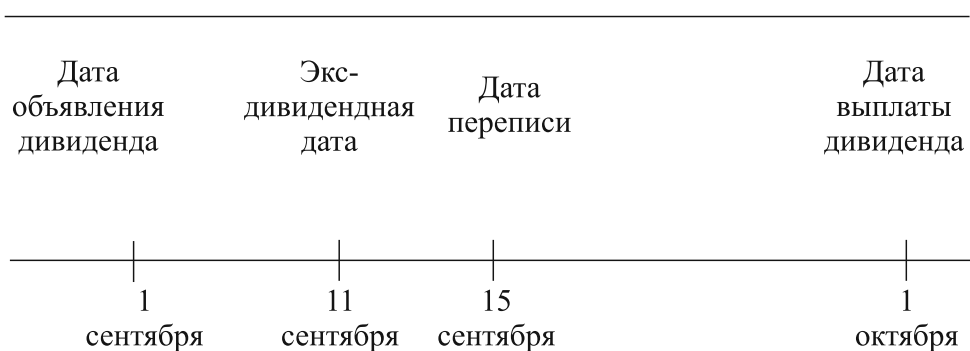 Дата
объявления
дивиденда
Экс-
дивидендная
дата
Дата
переписи
Дата
выплаты
дивиденда
1
сентября
11
сентября
15
сентября
1
октября